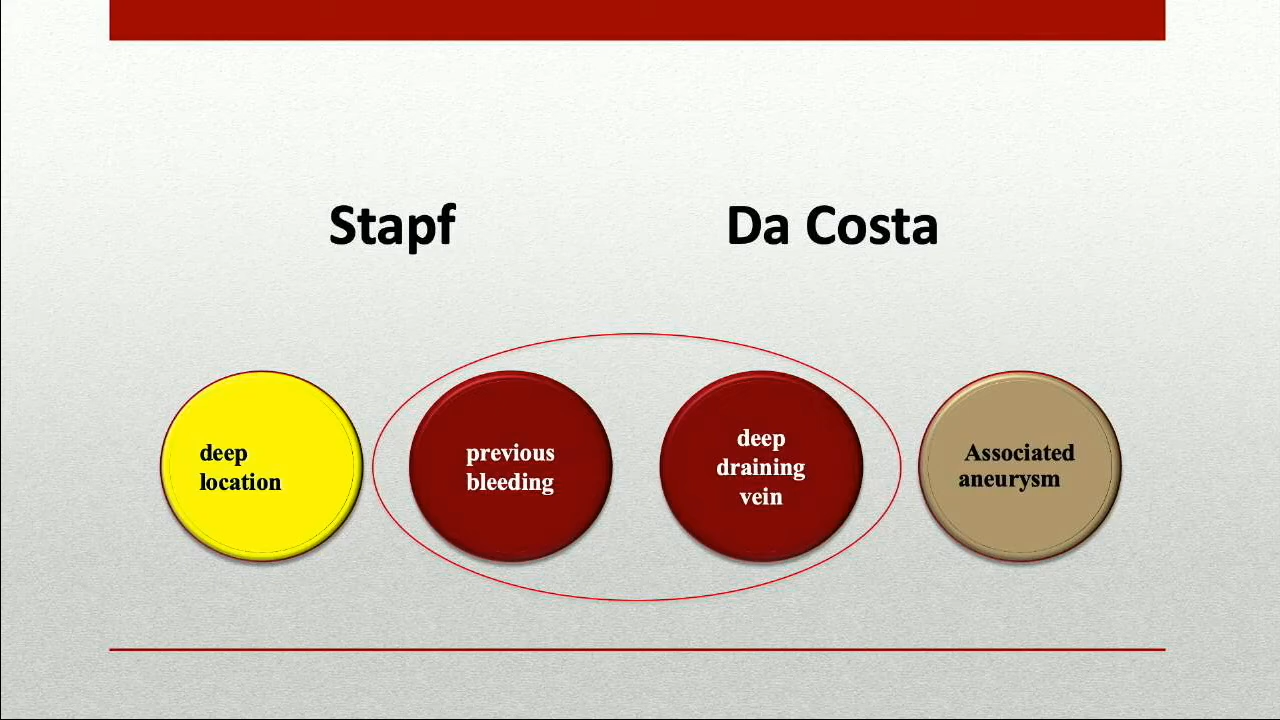 Stapf
Da Costa
deep
location
previous
bleeding
deep
draining
vein
Associated
aneurysm